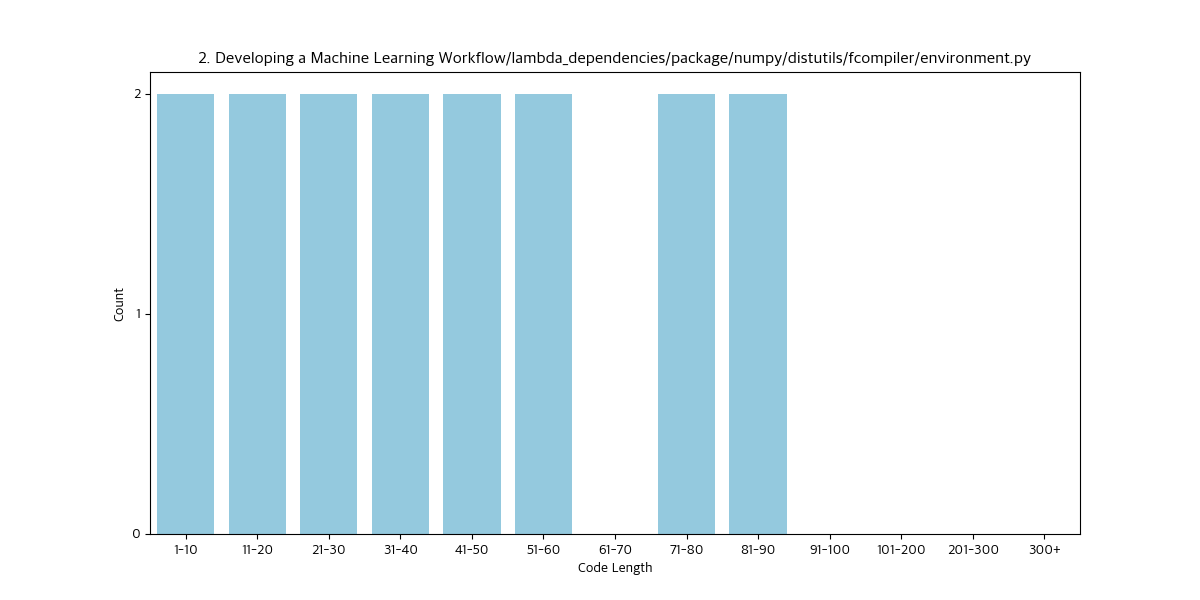 2. Developing a Machine Learning Workflow/lambda_dependencies/package/numpy/distutils/fcompiler/environment.py
2
1
0
Count
1-10 11-20 21-30 31-40 41-50 51-60 61-70 71-80 81-90 91-100 101-200 201-300 300+
Code Length